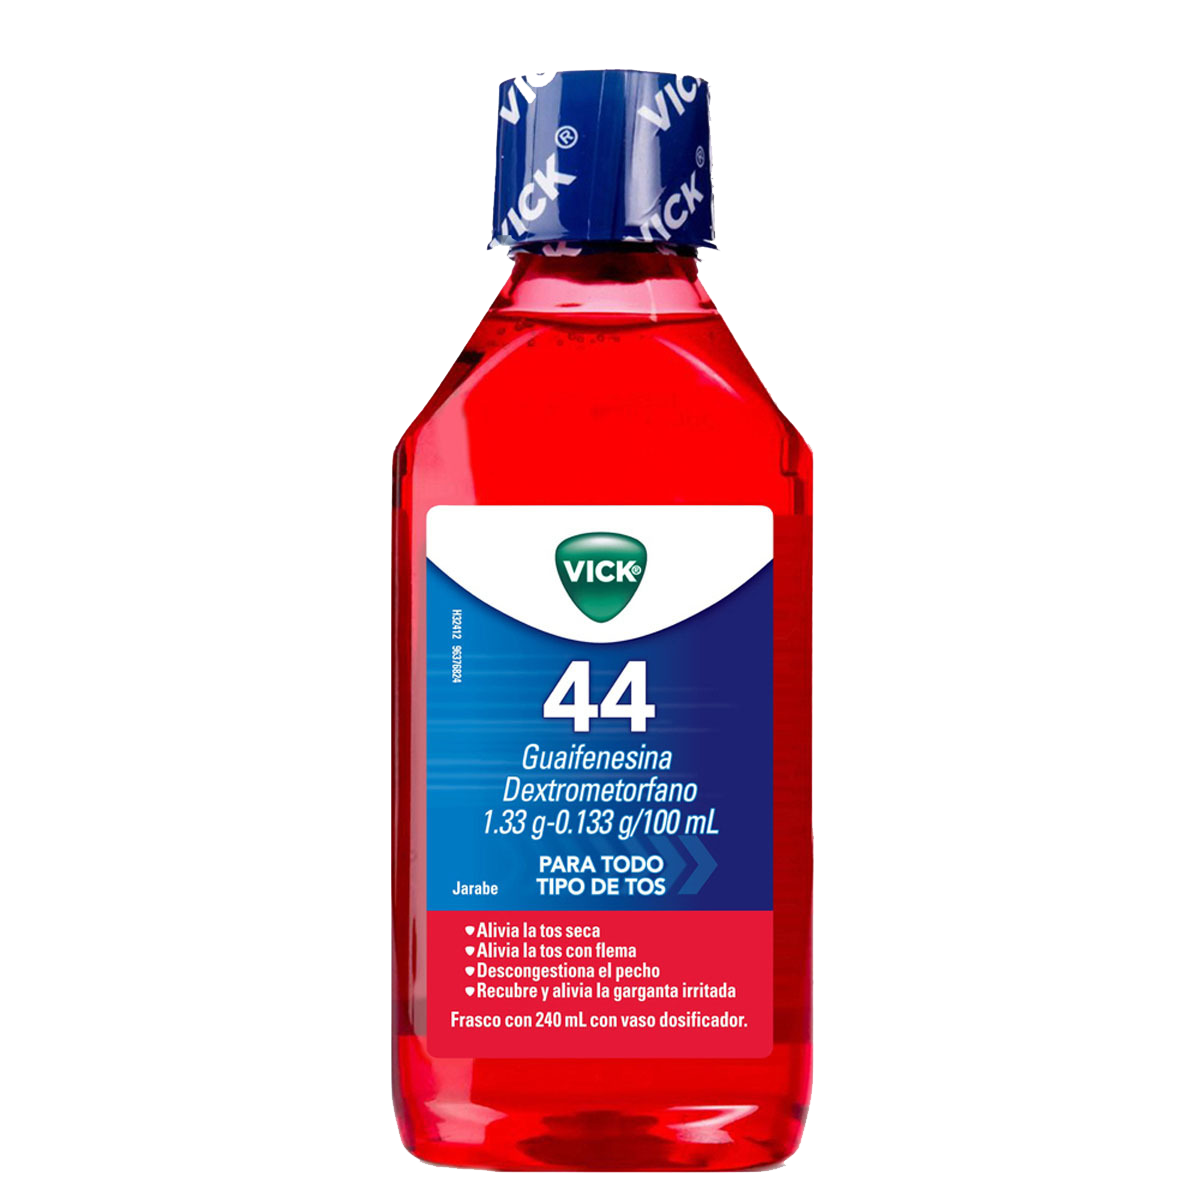 VICK
VICK
VICK®
VICK®
VICK®
44
H32412 96376824
Guaifenesina
Dextrometorfano
1.33 g-0.133 g/100 mL
PARA TODO
TIPO DE TOS
Jarabe
Alivia la tos seca
Alivia la tos con flema
Descongestiona el pecho
Recubre y alivia la garganta irritada
Frasco con 240 mL con vaso dosificador.